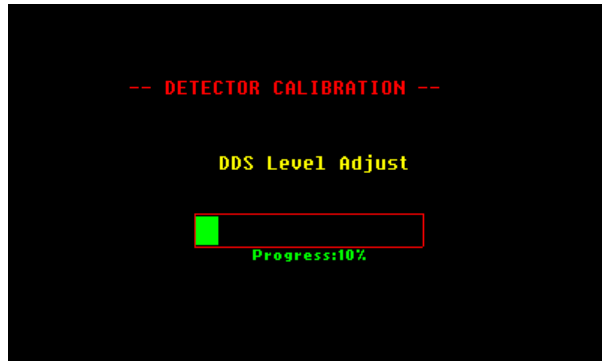 -- DETECTOR CALIBRATION --
DDS Level Adjust
Progress:10%